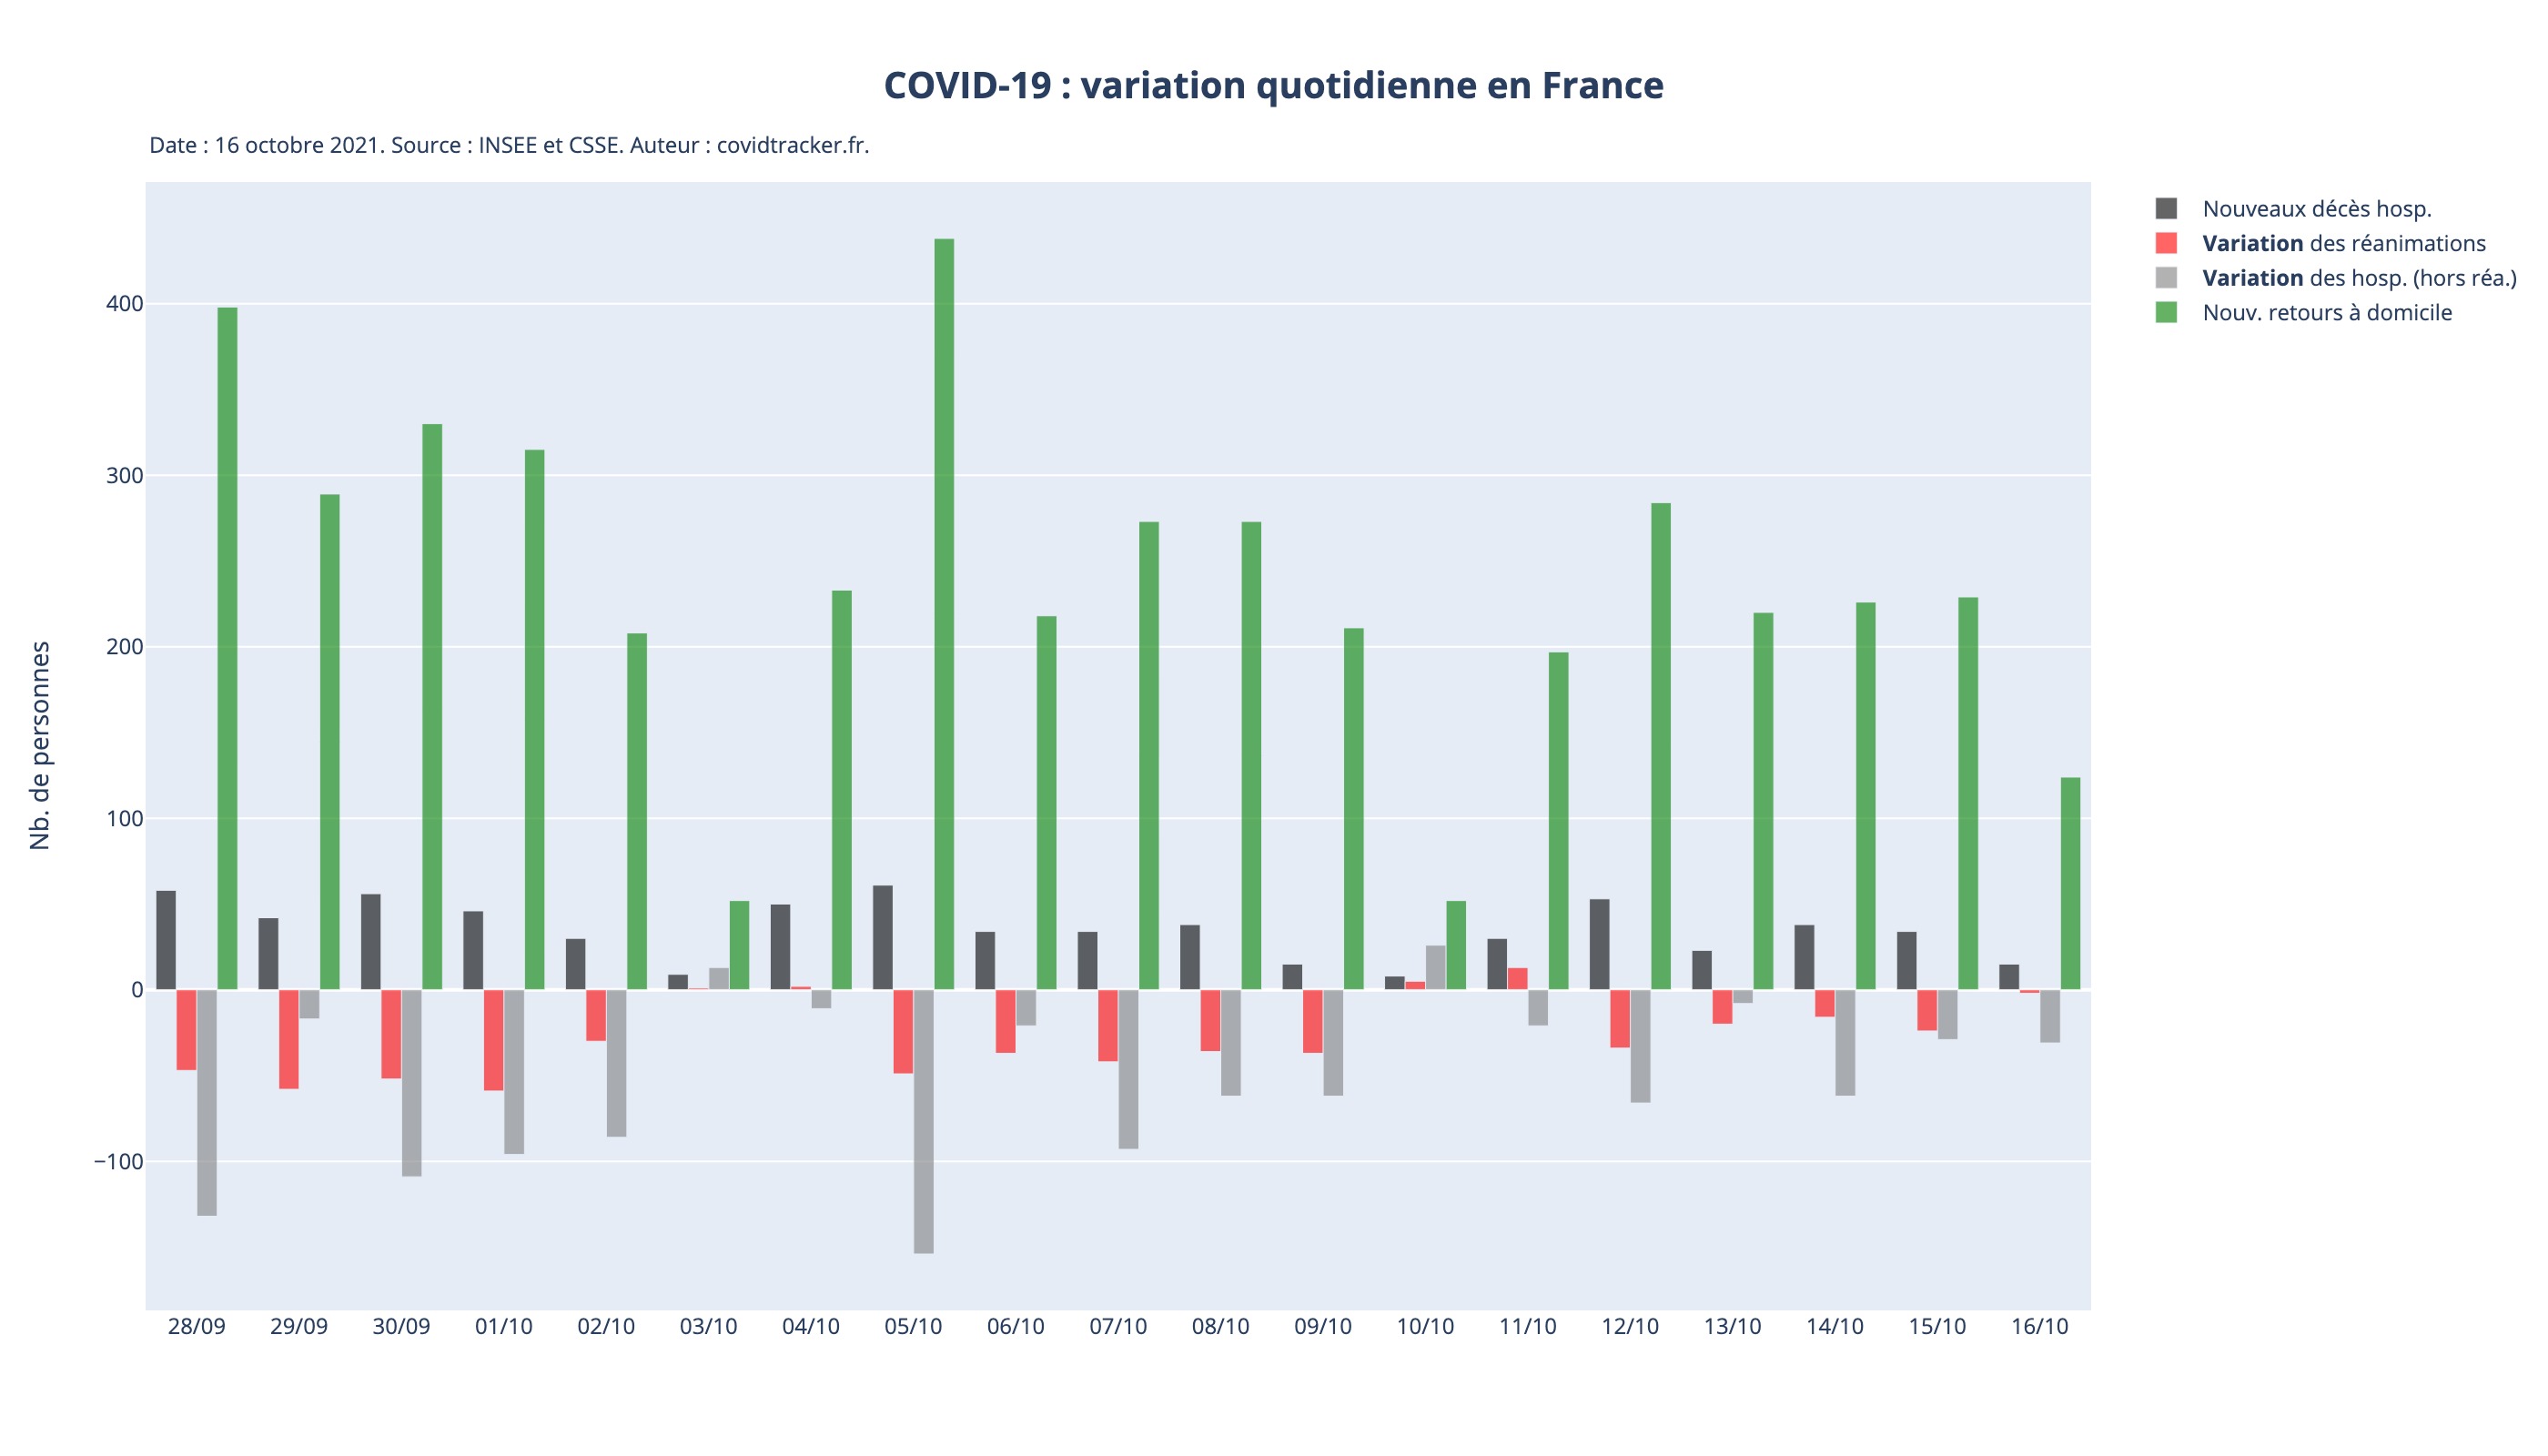 COVID-19 : variation quotidienne en France
Date : 16 octobre 2021. Source : INSEE et CSSE. Auteur : covidtracker.fr.
Nouveaux décès hosp.
Variation des réanimations
Variation des hosp. (hors réa.)
Nouv. retours à domicile
Nb. de personnes
400
300
200
100
0
−100
28/09 29/09 30/09 01/10 02/10 03/10 04/10 05/10 06/10 07/10 08/10 09/10 10/10 11/10 12/10 13/10 14/10 15/10 16/10